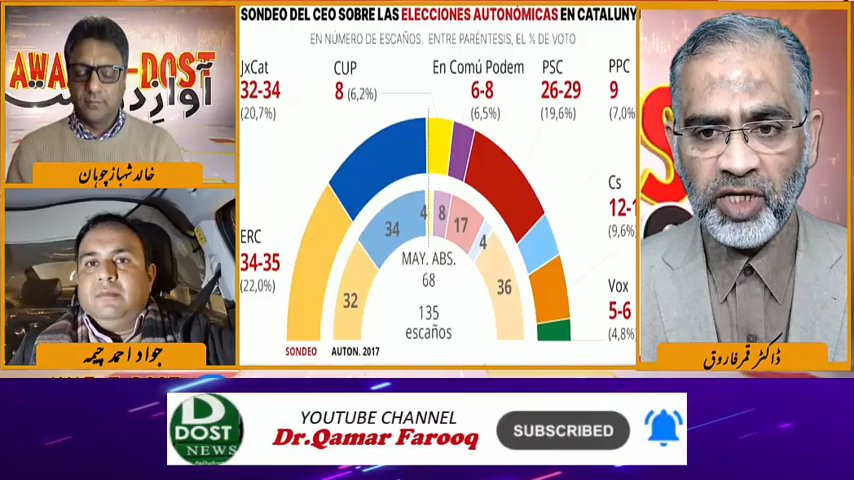 AWAZ-E-DOST
آوازِ دوست
خالد شہباز چوہان
جواد احمد چیمہ
SONDEO DEL CEO SOBRE LAS ELECCIONES AUTONÓMICAS EN CATALUNY
EN NÚMERO DE ESCAÑOS. ENTRE PARÉNTESIS, EL % DE VOTO
JxCat
32-34
(20,7%)
CUP
8 (6,2%)
En Comú Podem
6-8
(6,5%)
PSC
26-29
(19,6%)
PPC
9
(7,0%)
Cs
12-1
(9,6%)
Vox
5-6
(4,8%)
ERC
34-35
(22,0%)
34
4
8
17
4
32
36
MAY. ABS.
68
135
escaños
SONDEO
AUTON. 2017
ڈاکٹر قمر فاروق
D
DOST
NEWS
YOUTUBE CHANNEL
Dr.Qamar Farooq
SUBSCRIBED